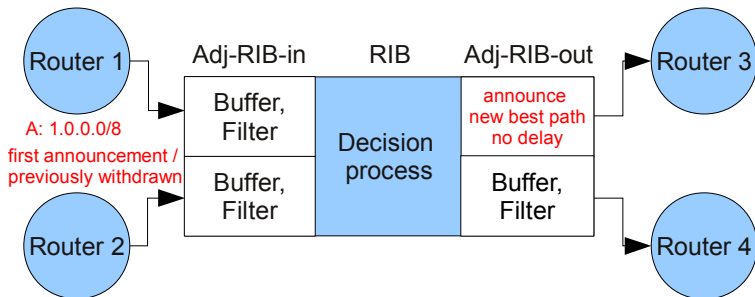 Router 1
Adj-RIB-in
RIB
Adj-RIB-out
Router 3
Buffer,
Filter
announce
new best path
no delay
A: 1.0.0.0/8
first announcement /
previously withdrawn
Decision
process
Buffer,
Filter
Buffer,
Filter
Router 2
Router 4